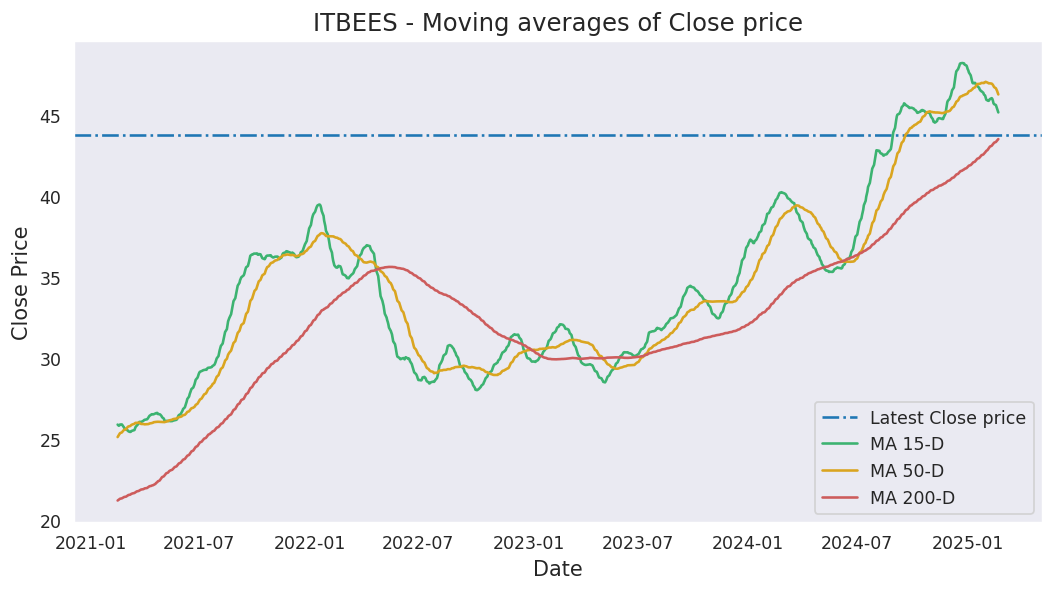 ITBEES - Moving averages of Close price
Close Price
45
40
35
30
25
20
2021-01 2021-07 2022-01 2022-07 2023-01 2023-07 2024-01 2024-07 2025-01
Date
Latest Close price
MA 15-D
MA 50-D
MA 200-D